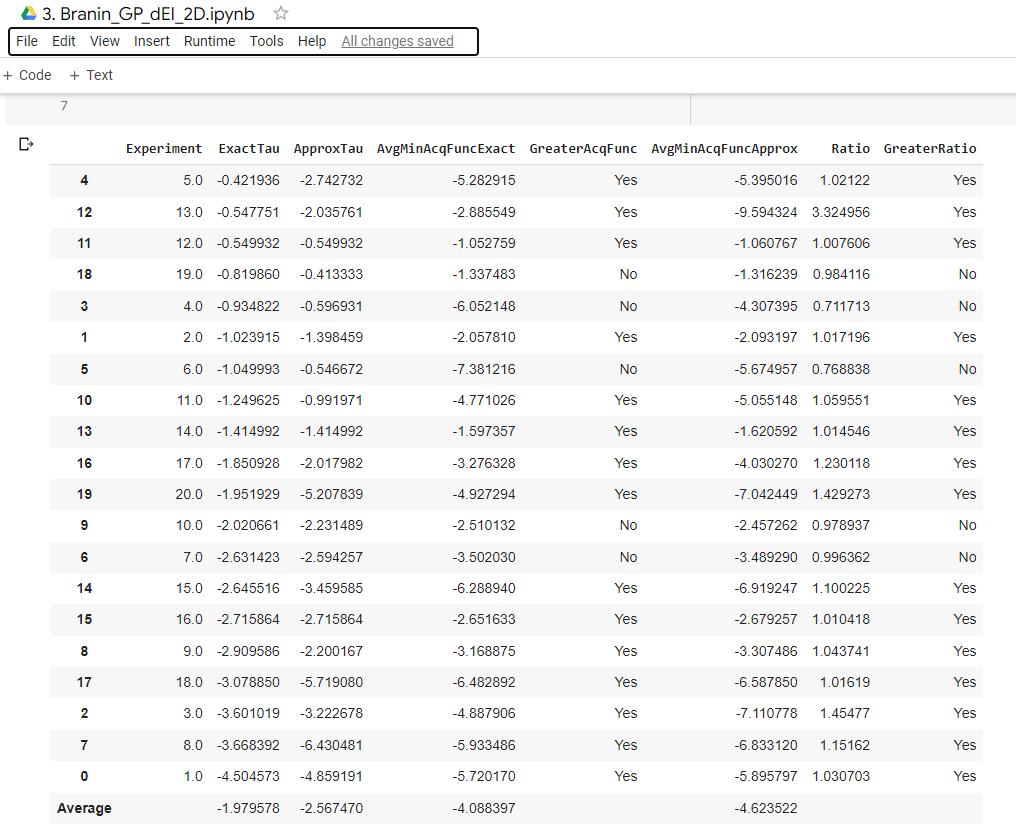 3. Branin_GP_dEI_2D.ipynb
File Edit View Insert Runtime Tools Help All changes saved
+ Code + Text
7
Experiment ExactTau ApproxTau AvgMinAcqFuncExact GreaterAcqFunc AvgMinAcqFuncApprox Ratio GreaterRatio
4 5.0 -0.421936 -2.742732 -5.282915 Yes -5.395016 1.02122 Yes
12 13.0 -0.547751 -2.035761 -2.885549 Yes -9.594324 3.324956 Yes
11 12.0 -0.549932 -0.549932 -1.052759 Yes -1.060767 1.007606 Yes
18 19.0 -0.819860 -0.413333 -1.337483 No -1.316239 0.984116 No
3 4.0 -0.934822 -0.596931 -6.052148 No -4.307395 0.711713 No
1 2.0 -1.023915 -1.398459 -2.057810 Yes -2.093197 1.017196 Yes
5 6.0 -1.049993 -0.546672 -7.381216 No -5.674957 0.768838 No
10 11.0 -1.249625 -0.991971 -4.771026 Yes -5.055148 1.059551 Yes
13 14.0 -1.414992 -1.414992 -1.597357 Yes -1.620592 1.014546 Yes
16 17.0 -1.850928 -2.017982 -3.276328 Yes -4.030270 1.230118 Yes
19 20.0 -1.951929 -5.207839 -4.927294 Yes -7.042449 1.429273 Yes
9 10.0 -2.020661 -2.231489 -2.510132 No -2.457262 0.978937 No
6 7.0 -2.631423 -2.594257 -3.502030 No -3.489290 0.996362 No
14 15.0 -2.645516 -3.459585 -6.288940 Yes -6.919247 1.100225 Yes
15 16.0 -2.715864 -2.715864 -2.651633 Yes -2.679257 1.010418 Yes
8 9.0 -2.909586 -2.200167 -3.168875 Yes -3.307486 1.043741 Yes
17 18.0 -3.078850 -5.719080 -6.482892 Yes -6.587850 1.01619 Yes
2 3.0 -3.601019 -3.222678 -4.887906 Yes -7.110778 1.45477 Yes
7 8.0 -3.668392 -6.430481 -5.933486 Yes -6.833120 1.15162 Yes
0 1.0 -4.504573 -4.859191 -5.720170 Yes -5.895797 1.030703 Yes
Average -1.979578 -2.567470 -4.088397 -4.623522